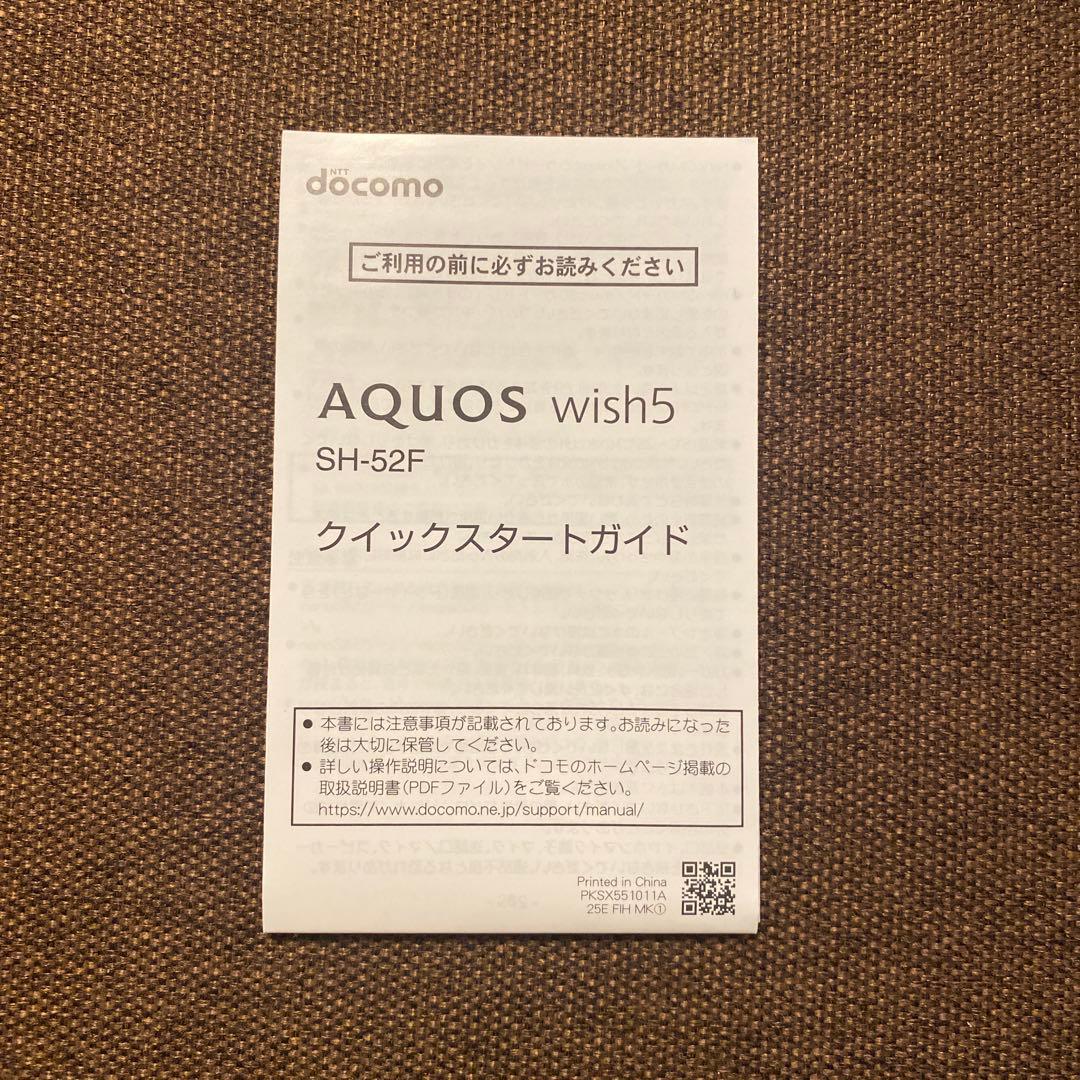 NTT
docomo
ご利用の前に必ずお読みください
AQUOS wish5
SH-52F
クイックスタートガイド
● 本書には注意事項が記載されております。お読みになった
後は大切に保管してください。
● 詳しい操作説明については、ドコモのホームページ掲載の
取扱説明書(PDFファイル)をご覧ください。
https://www.docomo.ne.jp/support/manual/
Printed in China
PKSX551011A
25E FIH MK①